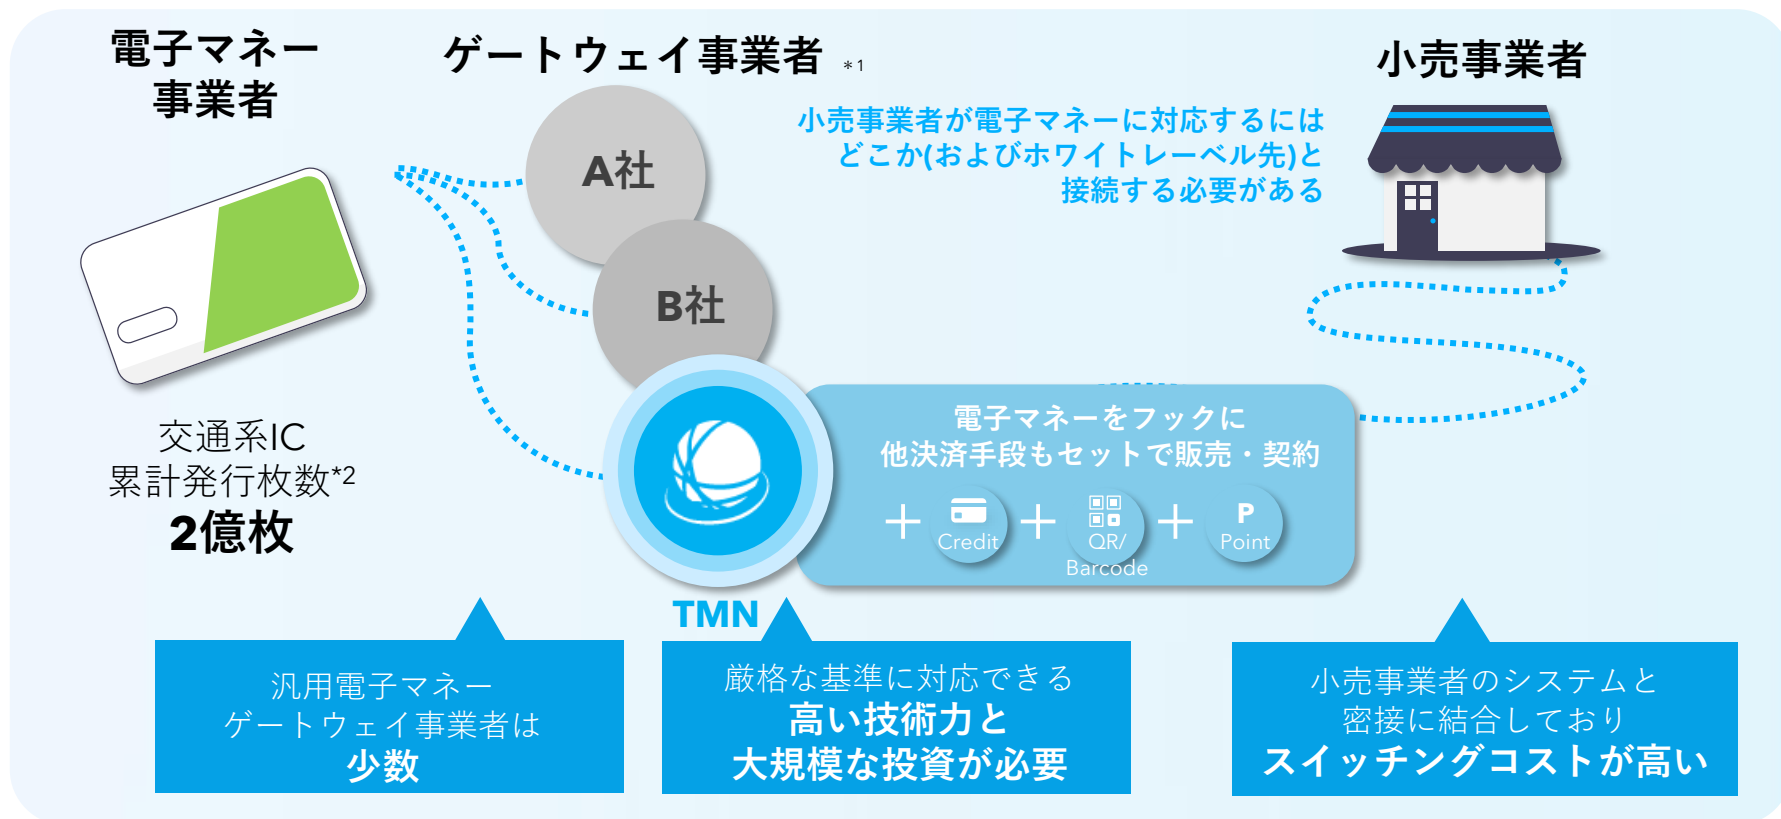 電子マネー
事業者
ゲートウェイ事業者 *1
小売事業者
小売事業者が電子マネーに対応するには
どこか(およびホワイトレーベル先)と
接続する必要がある
A社
B社
交通系IC
累計発行枚数*2
2億枚
TMN
電子マネーをフックに
他決済手段もセットで販売・契約
+ Credit + QR/ + P
Barcode Point
汎用電子マネー
ゲートウェイ事業者は
少数
厳格な基準に対応できる
高い技術力と
大規模な投資が必要
小売事業者のシステムと
密接に結合しており
スイッチングコストが高い